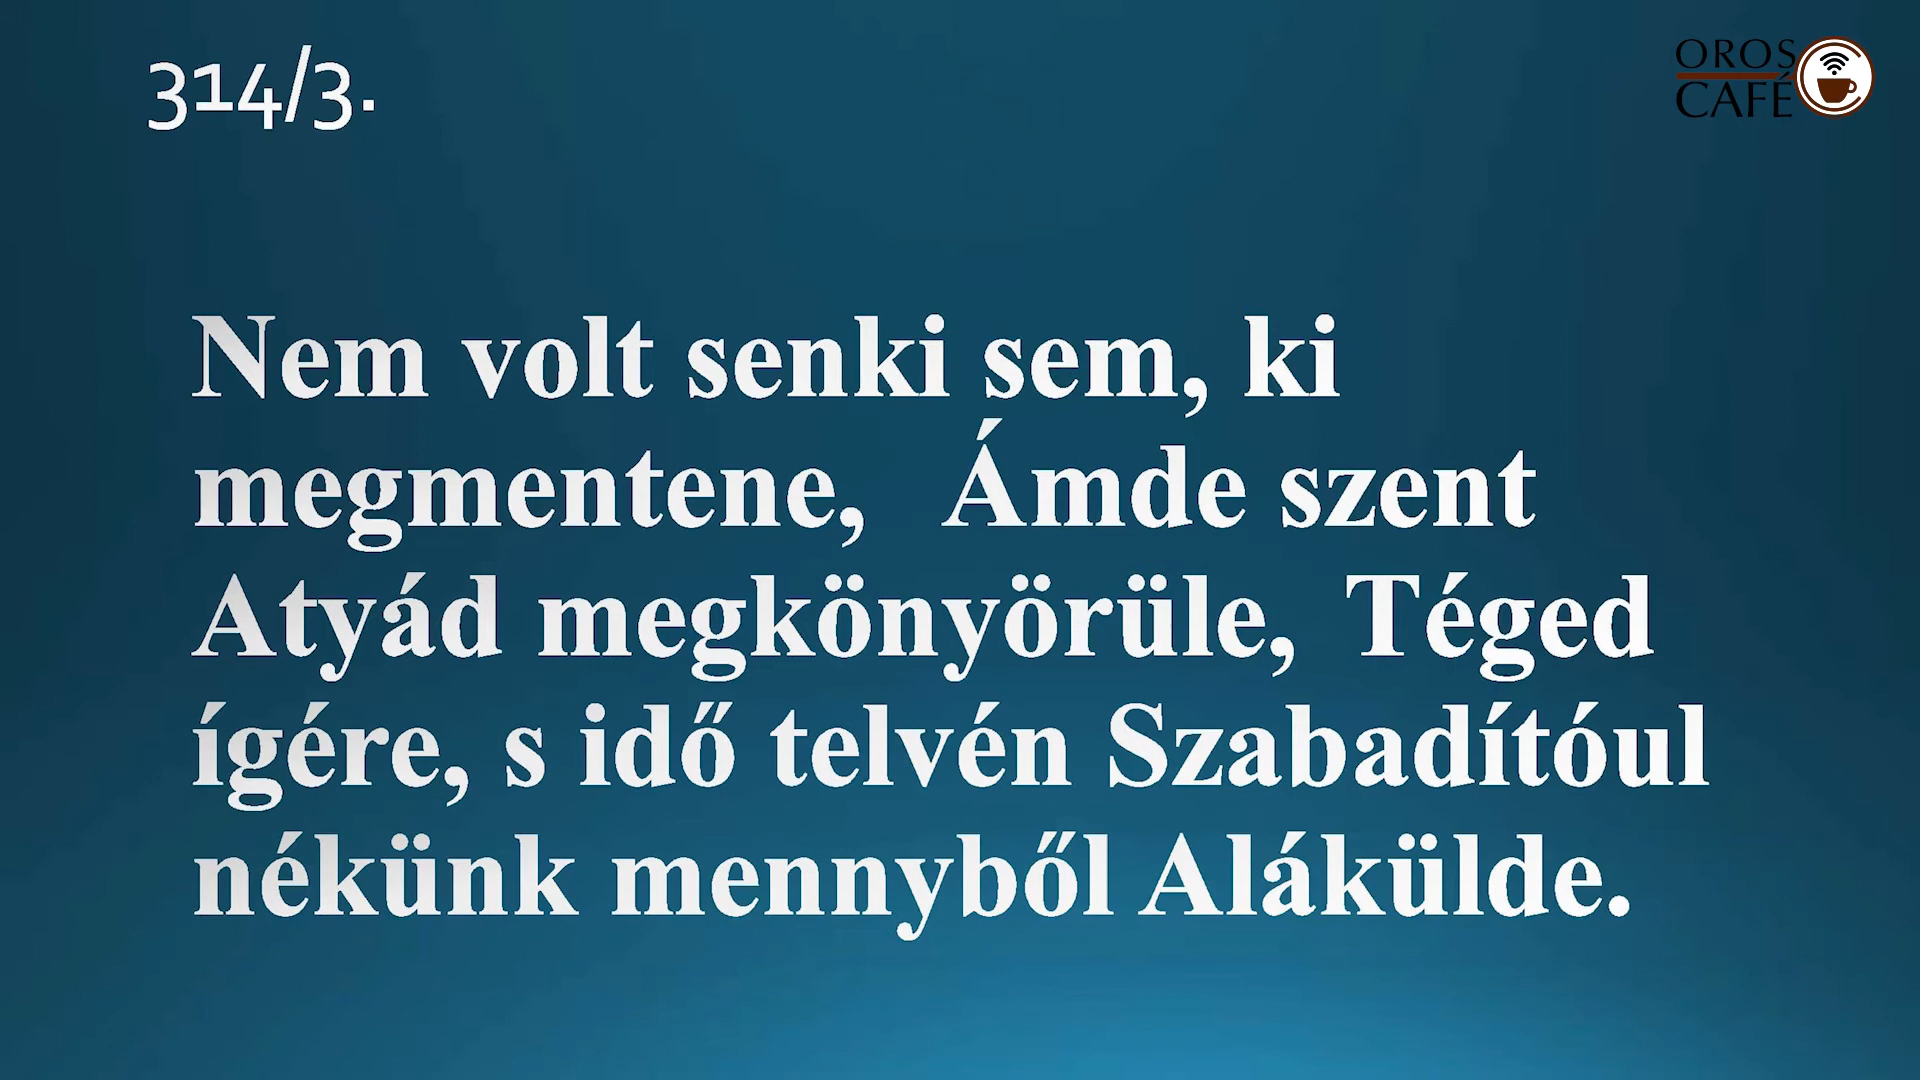 314/3.
OROS
CAFÉ
Nem volt senki sem, ki
megmentene, Ámde szent
Atyád megkönyörüle, Téged
ígére, s idő telvén Szabadítóul
nékünk mennyből Alákülde.